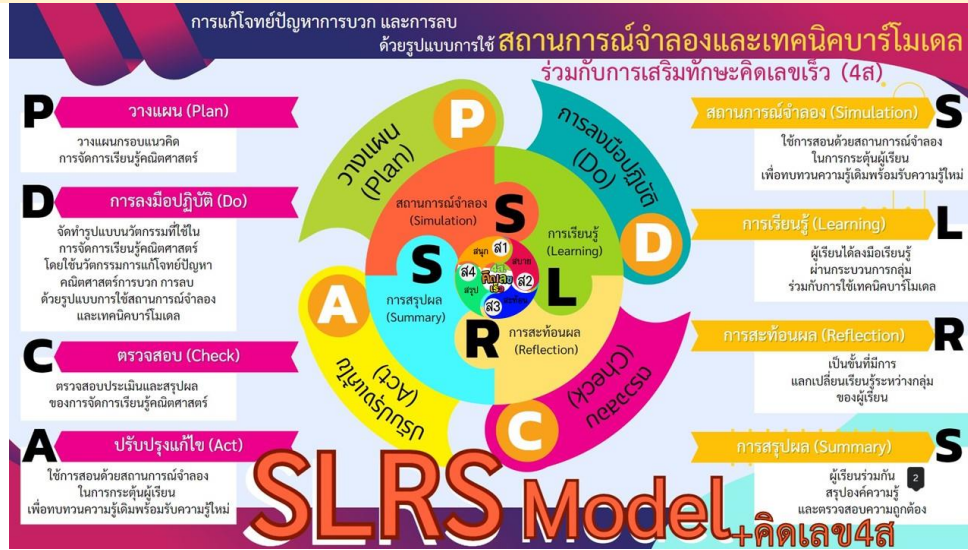 การแก้โจทย์ปัญหาการบวก และการลบ
ด้วยรูปแบบการใช้ สถานการณ์จำลองและเทคนิคบาร์โมเดล
ร่วมกับการเสริมทักษะคิดเลขเร็ว (4ส)
P
วางแผน (Plan)
วางแผนกรอบแนวคิด
การจัดการเรียนรู้คณิตศาสตร์
D
การลงมือปฏิบัติ (Do)
จัดทำรูปแบบนวัตกรรมที่ใช้ใน
การจัดการเรียนรู้คณิตศาสตร์
โดยใช้นวัตกรรมการแก้โจทย์ปัญหา
คณิตศาสตร์การบวก การลบ
ด้วยรูปแบบการใช้สถานการณ์จำลอง
และเทคนิคบาร์โมเดล
C
ตรวจสอบ (Check)
ตรวจสอบประเมินและสรุปผล
ของการจัดการเรียนรู้คณิตศาสตร์
A
ปรับปรุงแก้ไข (Act)
ใช้การสอนด้วยสถานการณ์จำลอง
ในการกระตุ้นผู้เรียน
เพื่อทบทวนความรู้เดิมพร้อมรับความรู้ใหม่
วางแผน
(Plan)
P
การลงมือปฏิบัติ
(Do)
D
ตรวจสอบ
(Check)
C
ปรับปรุงแก้ไข
(Act)
A
สถานการณ์จำลอง
(Simulation)
S
การเรียนรู้
(Learning)
L
การสะท้อนผล
(Reflection)
R
การสรุปผล
(Summary)
S
สนุก ส1
สบาย
ส2
ส3
สะท้อน
ส4
สรุป
4ส
คิดเลข
เร็ว
สถานการณ์จำลอง (Simulation)
S
ใช้การสอนด้วยสถานการณ์จำลอง
ในการกระตุ้นผู้เรียน
เพื่อทบทวนความรู้เดิมพร้อมรับความรู้ใหม่
การเรียนรู้ (Learning)
L
ผู้เรียนได้ลงมือเรียนรู้
ผ่านกระบวนการกลุ่ม
ร่วมกับการใช้เทคนิคบาร์โมเดล
การสะท้อนผล (Reflection)
R
เป็นขั้นที่มีการ
แลกเปลี่ยนเรียนรู้ระหว่างกลุ่ม
ของผู้เรียน
การสรุปผล (Summary)
S
ผู้เรียนร่วมกัน
สรุปองค์ความรู้
และตรวจสอบความถูกต้อง
2
SLRS Model+คิดเลข4ส